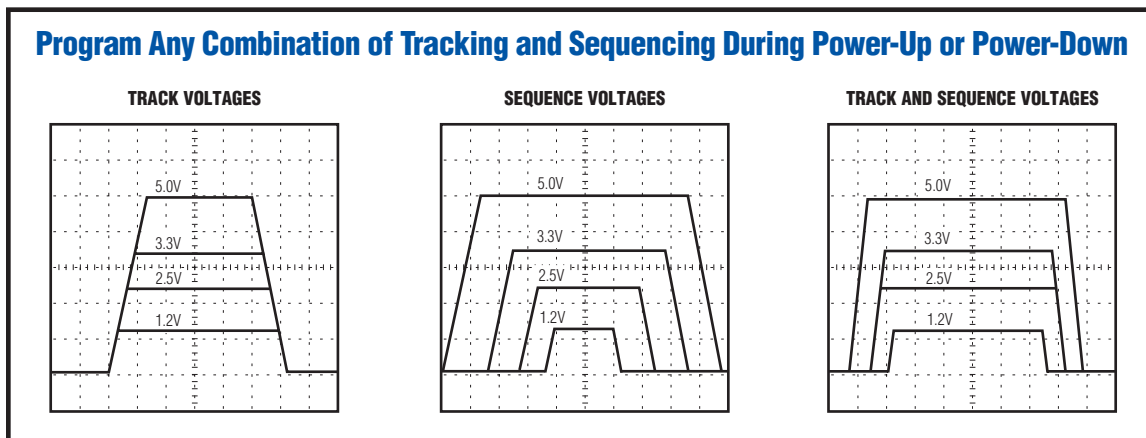 Program Any Combination of Tracking and Sequencing During Power-Up or Power-Down
TRACK VOLTAGES
5.0V
3.3V
2.5V
1.2V
SEQUENCE VOLTAGES
5.0V
3.3V
2.5V
1.2V
TRACK AND SEQUENCE VOLTAGES
5.0V
3.3V
2.5V
1.2V